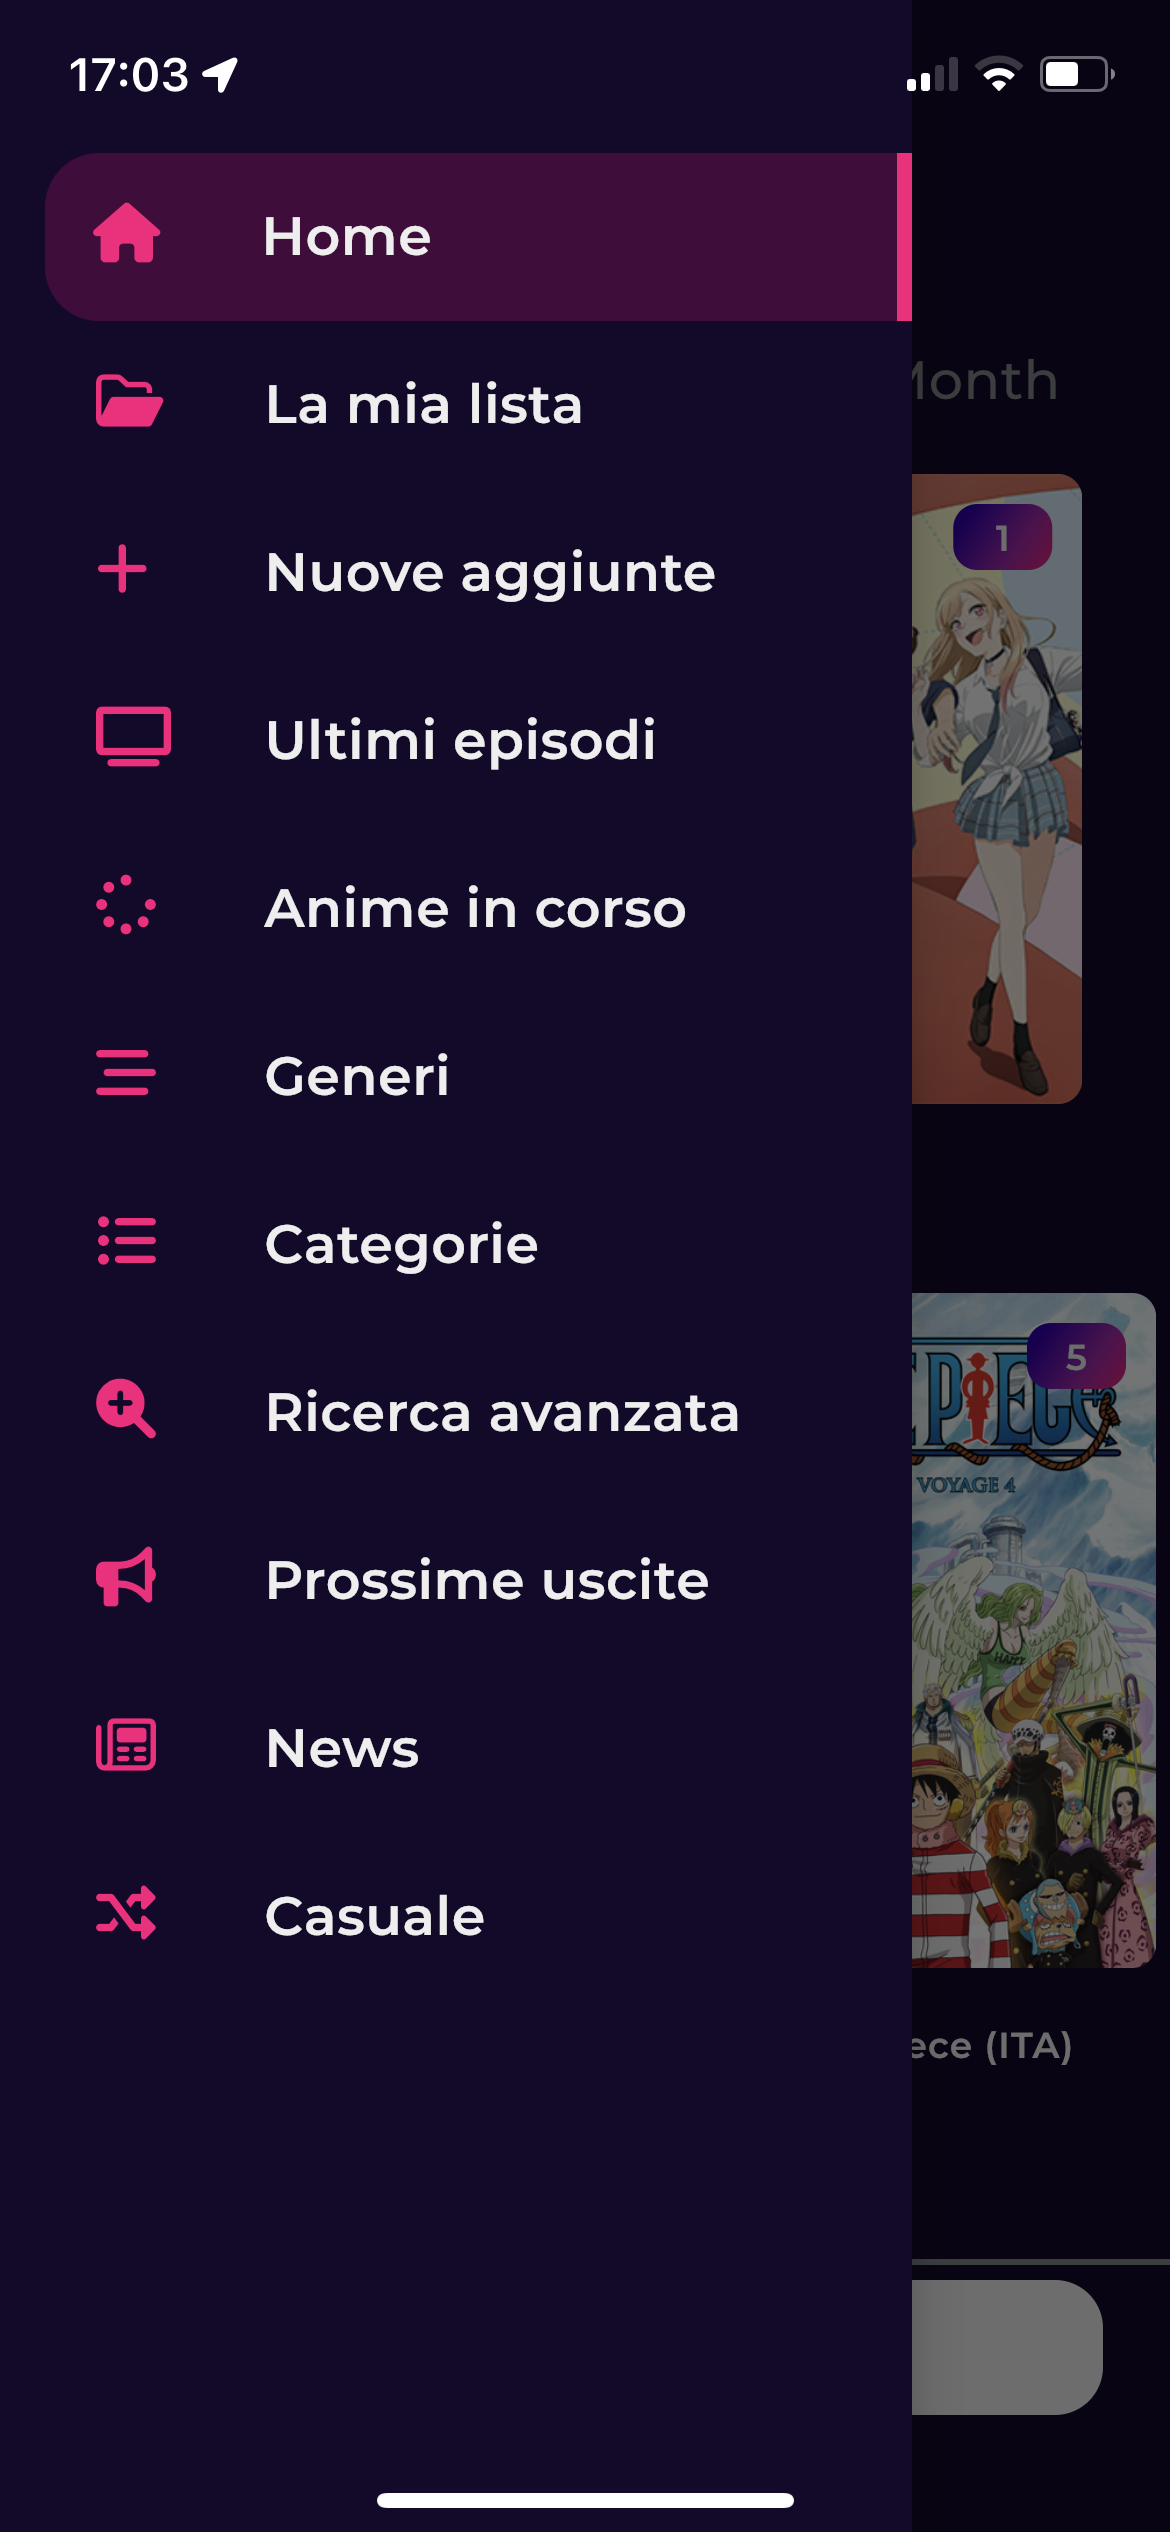 17:03
Home
La mia lista
Nuove aggiunte
Ultimi episodi
Anime in corso
Generi
Categorie
Ricerca avanzata
Prossime uscite
News
Casuale
Month
1
5
PIECE
VOYAGE 4
HAPPY
ece (ITA)